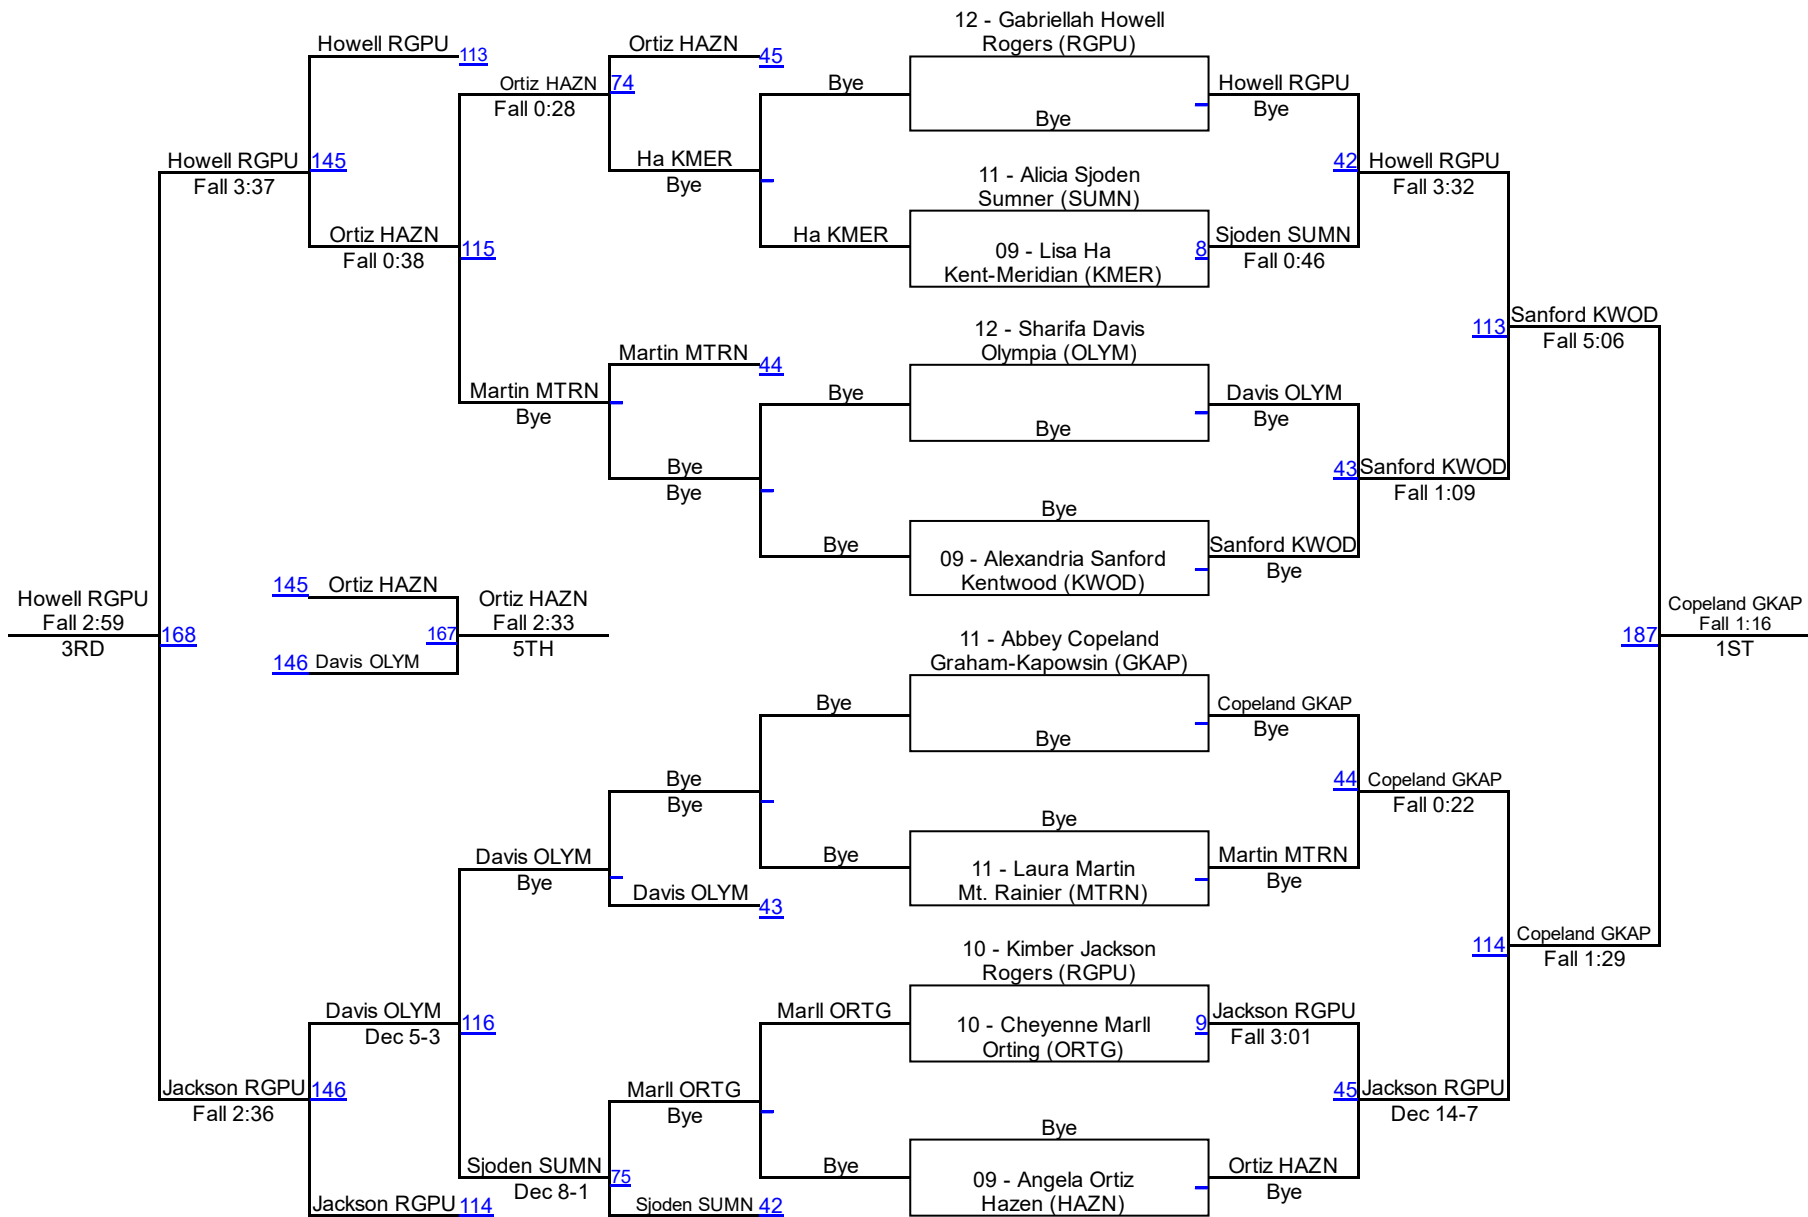 12 - Gabriellah Howell
Rogers (RGPU)
Howell RGPU
113
Ortiz HAZN
45
Ortiz HAZN
74
Fall 0:28
Bye
Bye
Howell RGPU
Bye
Howell RGPU
145
Fall 3:37
Ha KMER
Bye
11 - Alicia Sjoden
Sumner (SUMN)
42
Howell RGPU
Fall 3:32
Ortiz HAZN
Fall 0:38
115
Ha KMER
09 - Lisa Ha
Kent-Meridian (KMER)
8
Sjoden SUMN
Fall 0:46
12 - Sharifa Davis
Olympia (OLYM)
113
Sanford KWOD
Fall 5:06
Martin MTRN
44
Martin MTRN
Bye
Bye
Bye
Davis OLYM
Bye
Bye
Bye
43
Sanford KWOD
Fall 1:09
Bye
Bye
09 - Alexandria Sanford
Kentwood (KWOD)
Sanford KWOD
Bye
145
Ortiz HAZN
Howell RGPU
Fall 2:59
3RD
168
167
Ortiz HAZN
Fall 2:33
5TH
146
Davis OLYM
11 - Abbey Copeland
Graham-Kapowsin (GKAP)
187
Copeland GKAP
Fall 1:16
1ST
Bye
Bye
Copeland GKAP
Bye
Bye
Bye
44
Copeland GKAP
Fall 0:22
Davis OLYM
Bye
Davis OLYM
43
Bye
Bye
11 - Laura Martin
Mt. Rainier (MTRN)
Martin MTRN
Bye
10 - Kimber Jackson
Rogers (RGPU)
114
Copeland GKAP
Fall 1:29
Davis OLYM
Dec 5-3
116
Marll ORTG
10 - Cheyenne Marll
Orting (ORTG)
9
Jackson RGPU
Fall 3:01
Jackson RGPU
146
Fall 2:36
Marll ORTG
Bye
45
Jackson RGPU
Dec 14-7
Bye
Sjoden SUMN
75
Dec 8-1
Bye
09 - Angela Ortiz
Hazen (HAZN)
Ortiz HAZN
Bye
Jackson RGPU
114
Sjoden SUMN
42